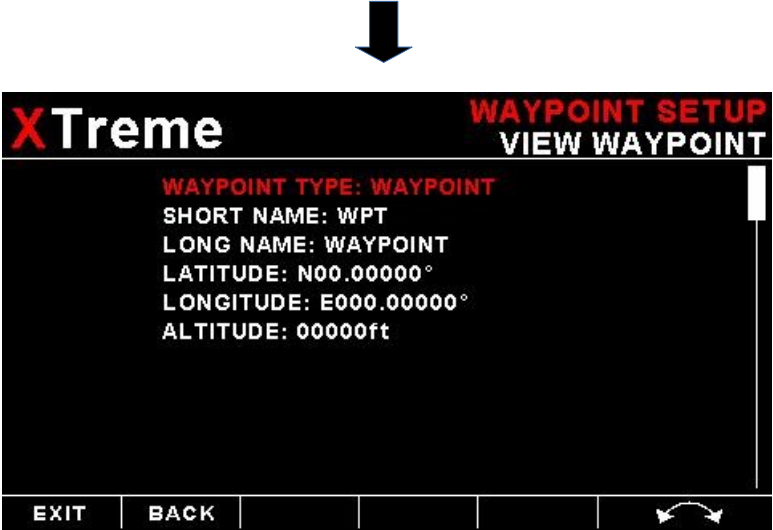 XTreme
WAYPOINT SETUP
VIEW WAYPOINT
WAYPOINT TYPE: WAYPOINT
SHORT NAME: WPT
LONG NAME: WAYPOINT
LATITUDE: N00.00000°
LONGITUDE: E000.00000°
ALTITUDE: 00000ft
EXIT BACK